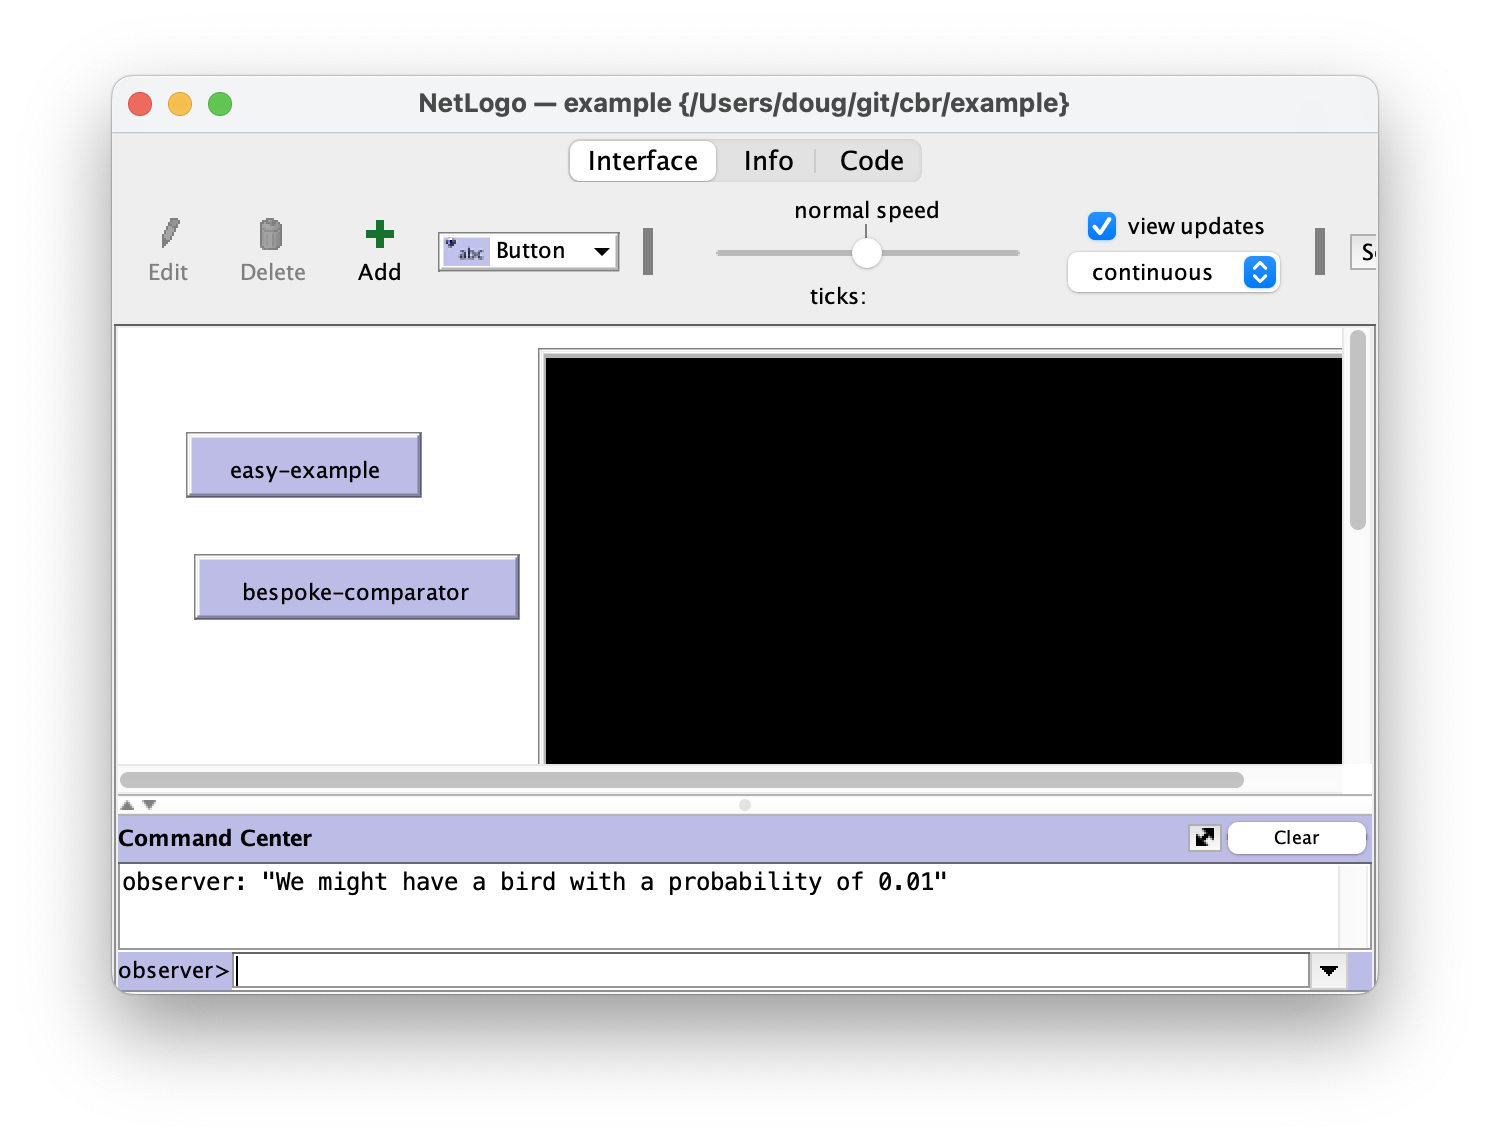 NetLogo — example {/Users/doug/git/cbr/example}
Interface Info Code
normal speed
view updates
Edit Delete Add
abc Button
continuous
ticks:
easy-example
bespoke-comparator
Command Center
Clear
observer: "We might have a bird with a probability of 0.01"
observer>